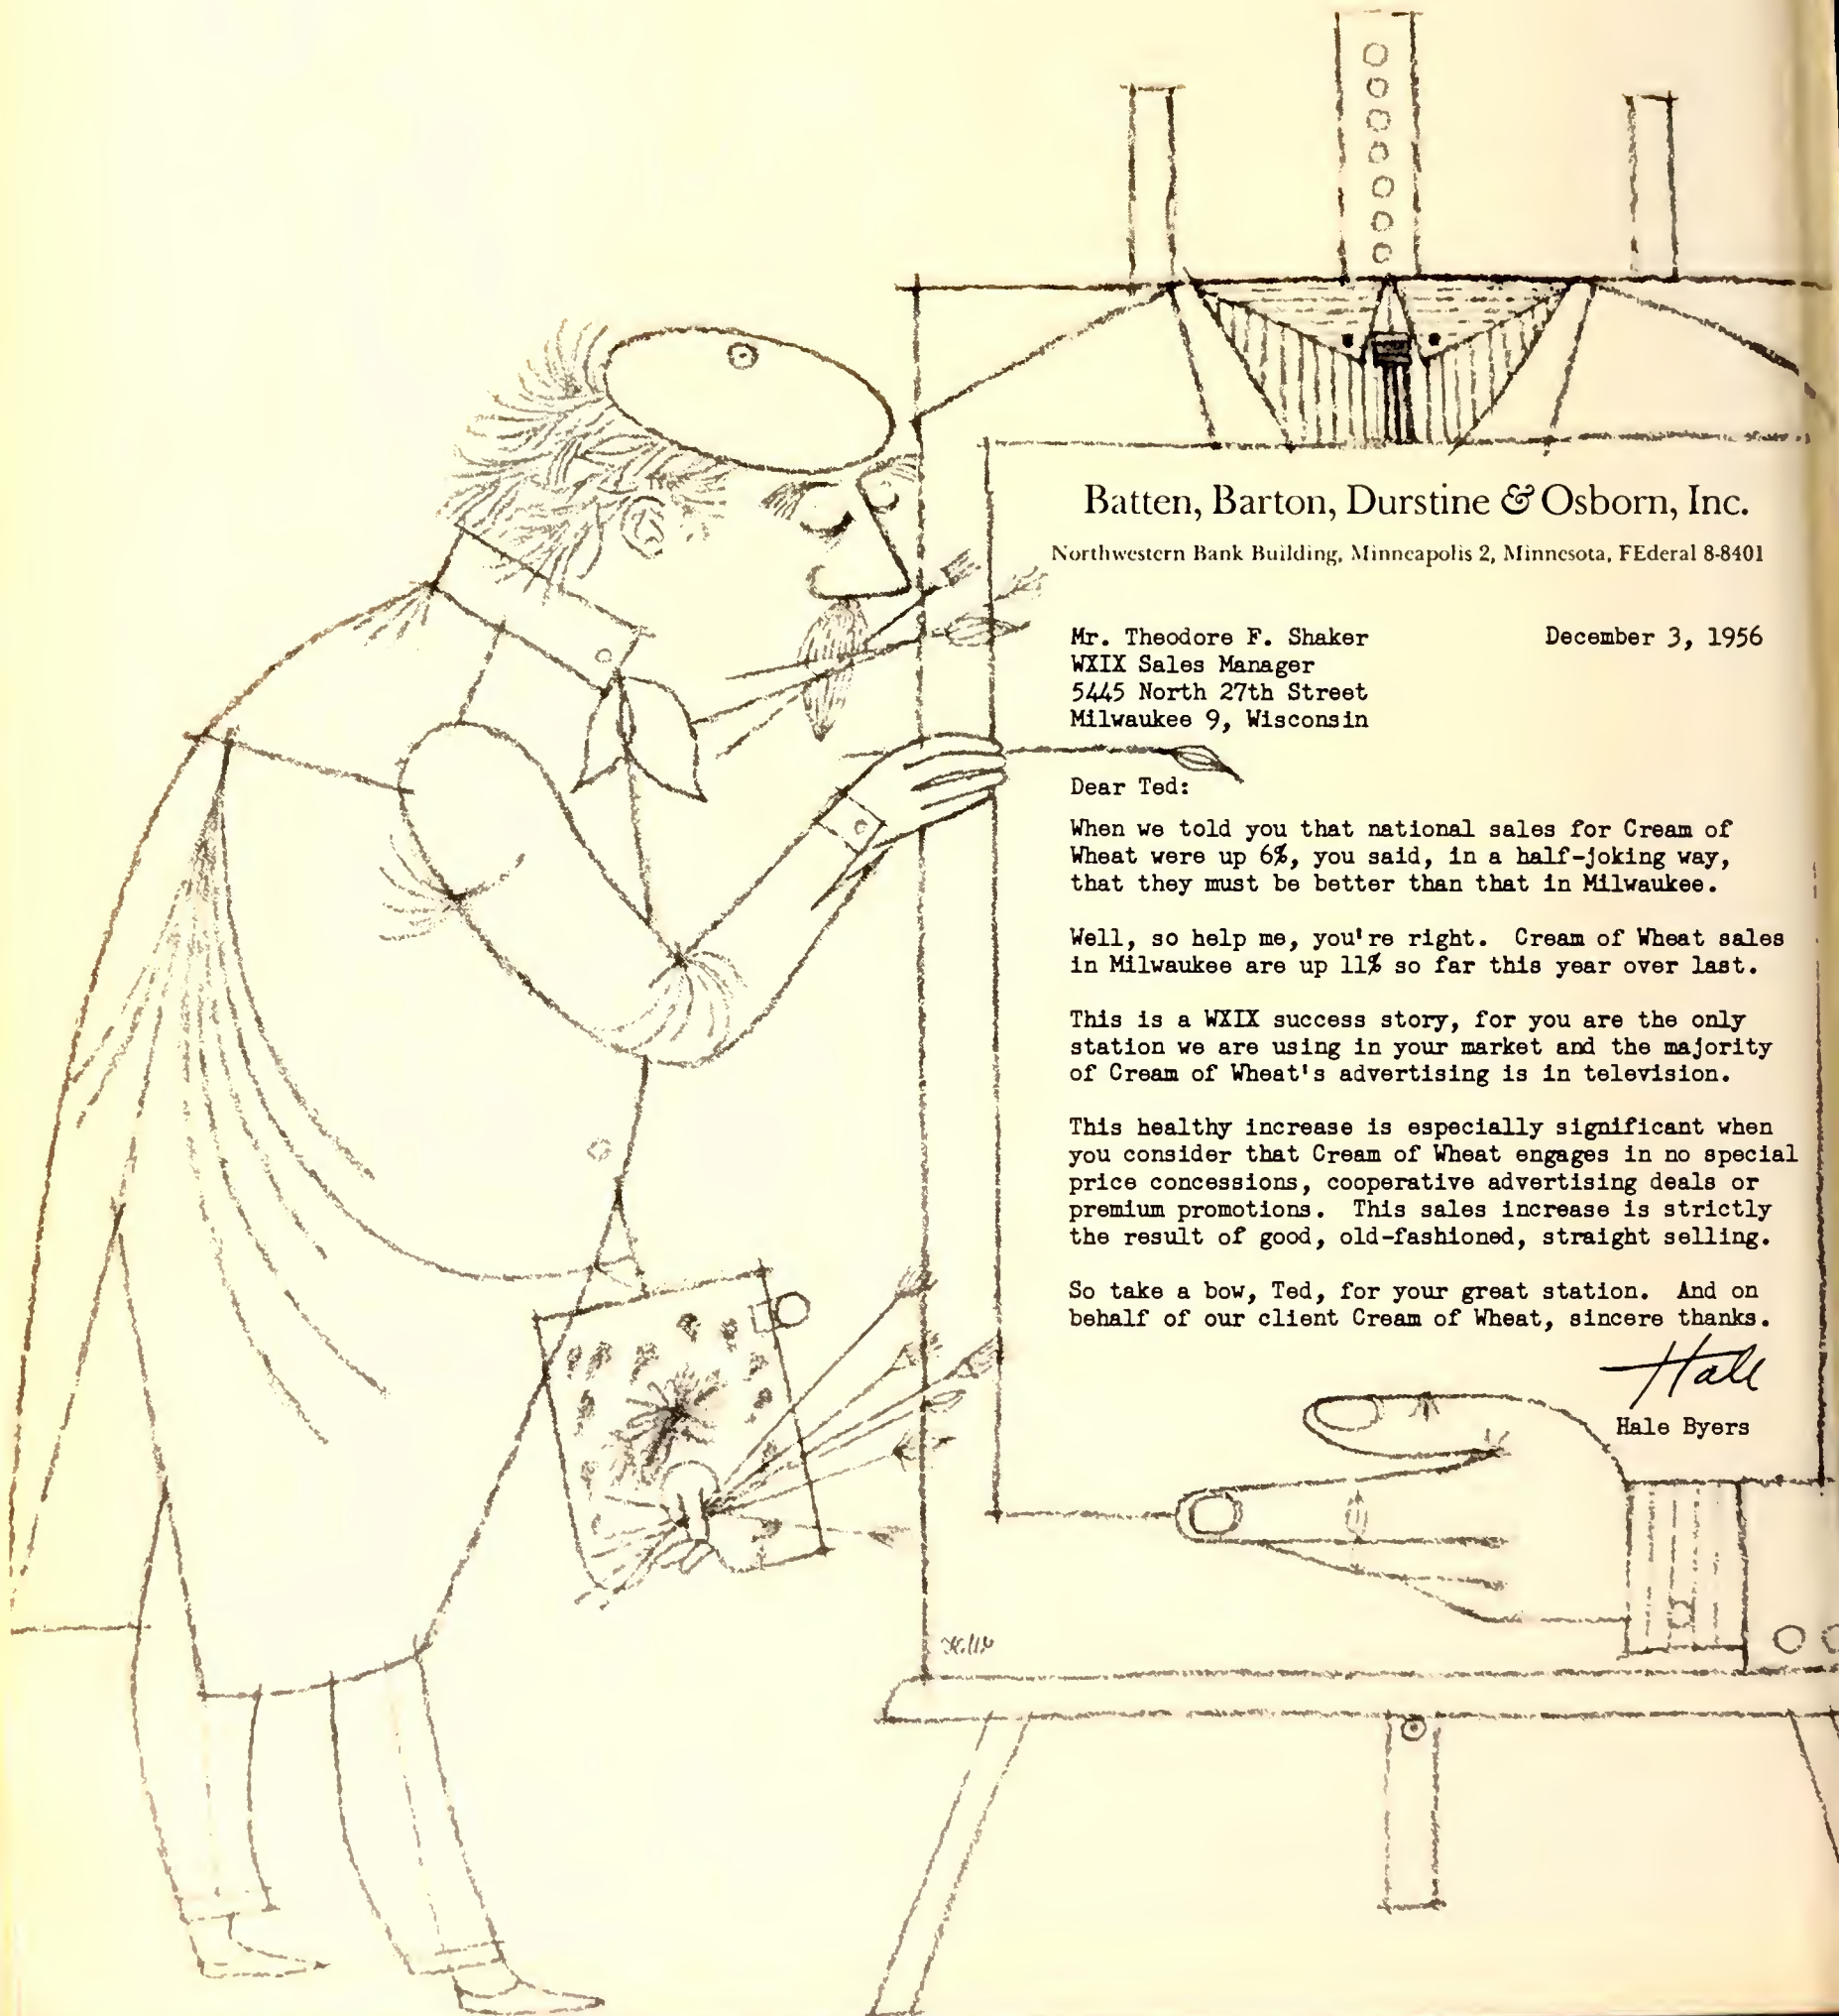 Batten, Barton, Durstine & Osborn, Inc.
Northwestern Bank Building, Minneapolis 2, Minnesota, FEderal 8-8401
Mr. Theodore F. Shaker December 3, 1956
WXIX Sales Manager
5445 North 27th Street
Milwaukee 9, Wisconsin
Dear Ted:
When we told you that national sales for Cream of
Wheat were up 6%, you said, in a half-joking way,
that they must be better than that in Milwaukee.
Well, so help me, you're right. Cream of Wheat sales
in Milwaukee are up 11% so far this year over last.
This is a WXIX success story, for you are the only
station we are using in your market and the majority
of Cream of Wheat's advertising is in television.
This healthy increase is especially significant when
you consider that Cream of Wheat engages in no special
price concessions, cooperative advertising deals or
premium promotions. This sales increase is strictly
the result of good, old-fashioned, straight selling.
So take a bow, Ted, for your great station. And on
behalf of our client Cream of Wheat, sincere thanks.
Hale
Hale Byers